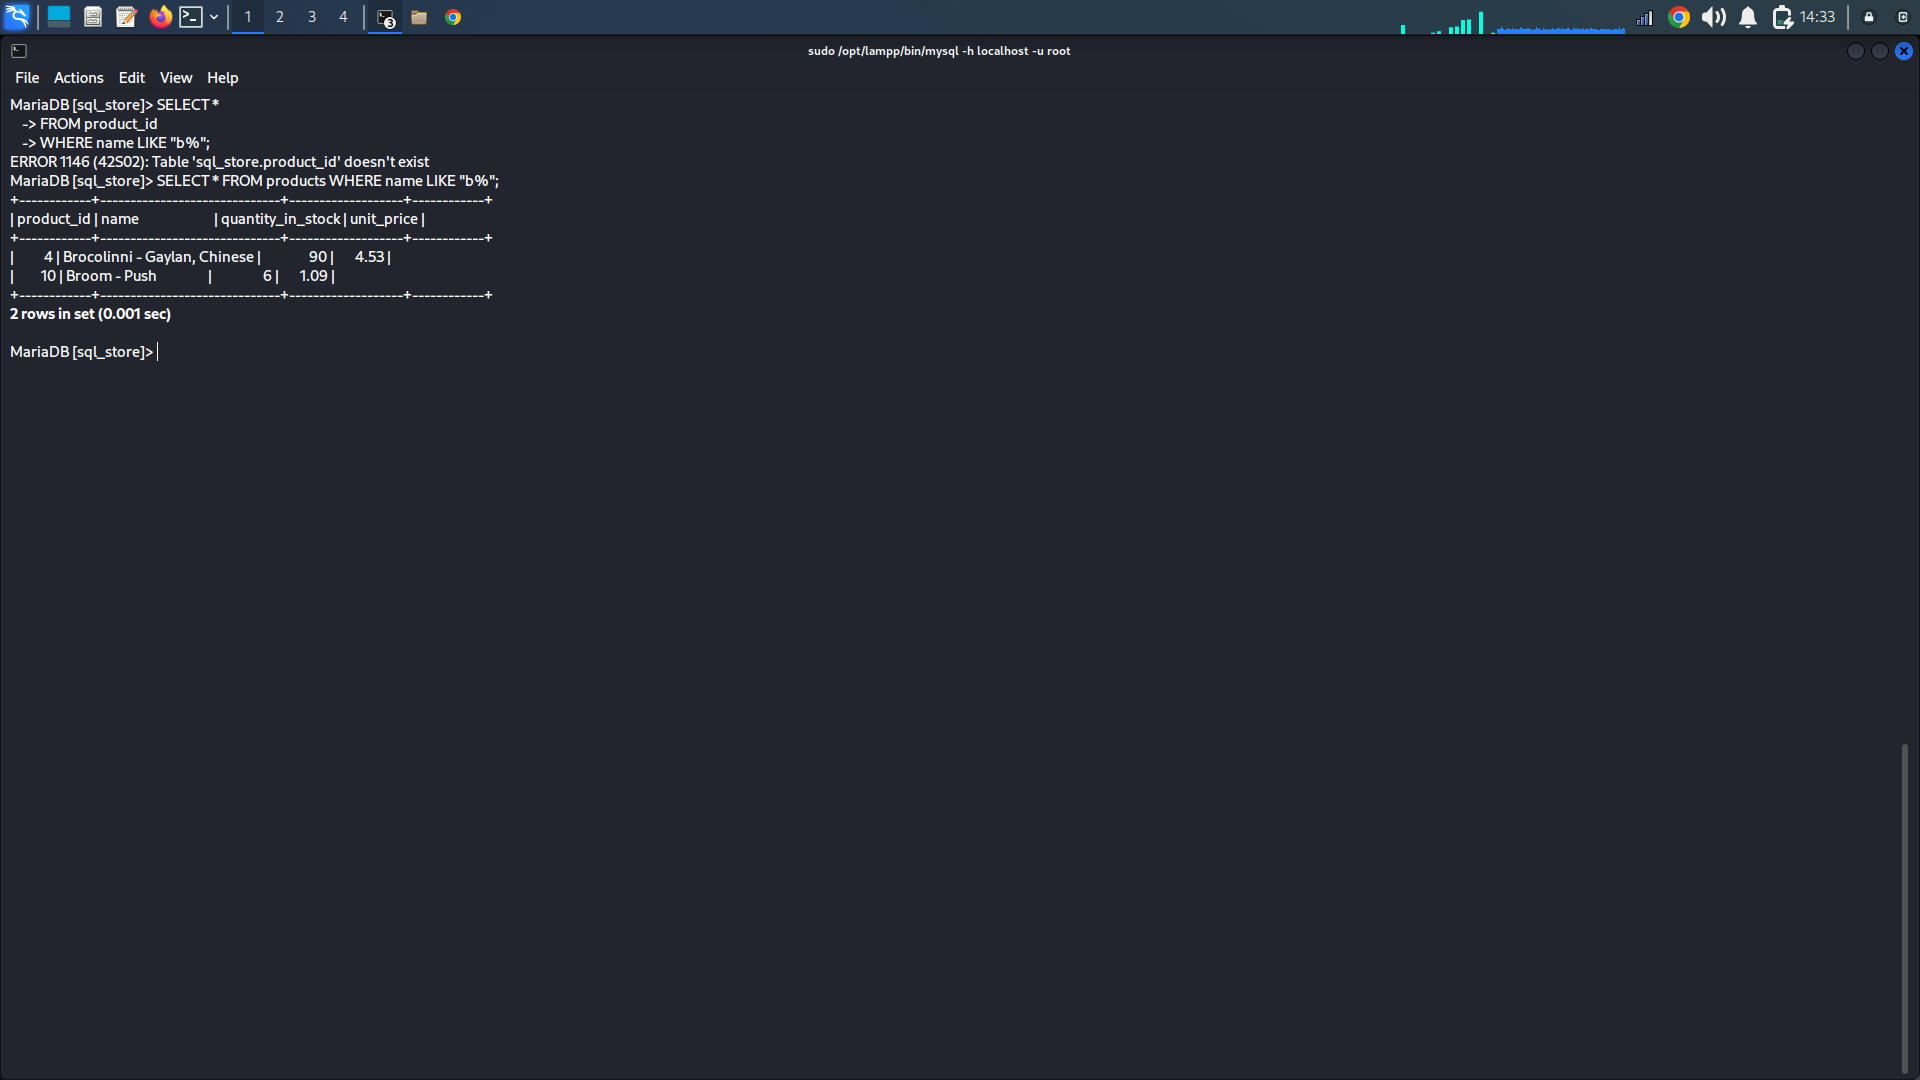 1 2 3 4 3 14:33
sudo /opt/lampp/bin/mysql -h localhost -u root
File Actions Edit View Help
MariaDB [sql_store]> SELECT *
-> FROM product_id
-> WHERE name LIKE "b%";
ERROR 1146 (42S02): Table 'sql_store.product_id' doesn't exist
MariaDB [sql_store]> SELECT * FROM products WHERE name LIKE "b%";
+------------+------------------------------+-------------------+------------+
| product_id | name | quantity_in_stock | unit_price |
+------------+------------------------------+-------------------+------------+
| 4 | Brocolinni - Gaylan, Chinese | 90 | 4.53 |
| 10 | Broom - Push | 6 | 1.09 |
+------------+------------------------------+-------------------+------------+
2 rows in set (0.001 sec)
MariaDB [sql_store]>